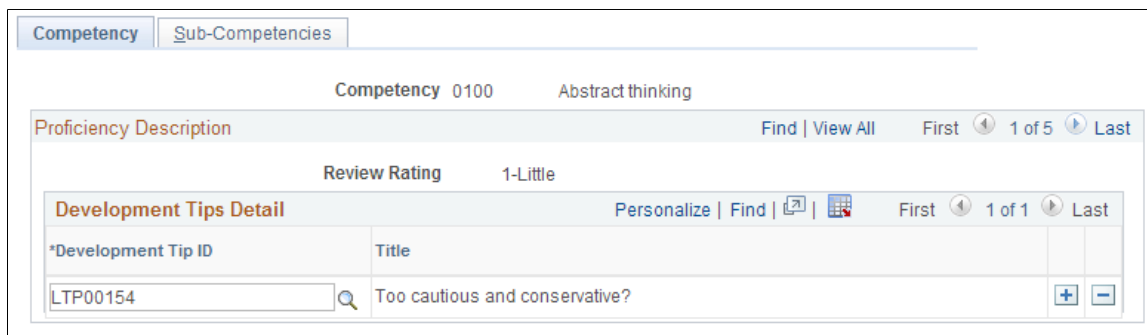 Competency Sub-Competencies
Competency 0100 Abstract thinking
Proficiency Description Find | View All First 1 of 5 Last
Review Rating 1-Little
Development Tips Detail Personalize | Find | | First 1 of 1 Last
*Development Tip ID Title
LTP00154 Too cautious and conservative?